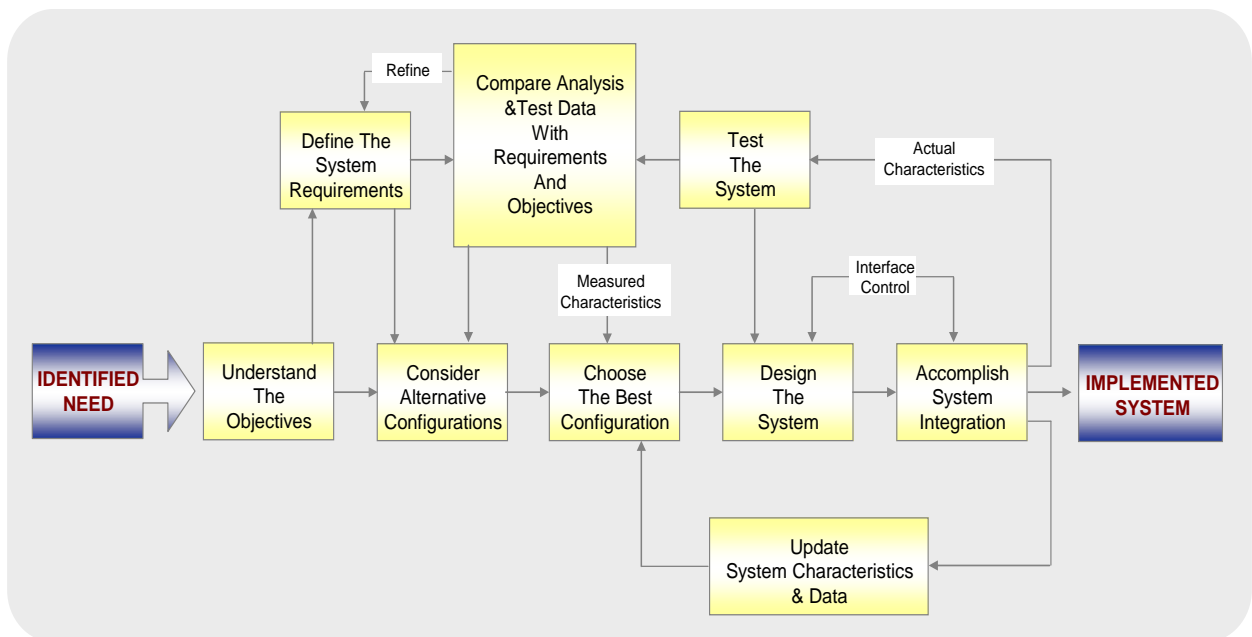 Refine
Compare Analysis
&Test Data
With
Requirements
And
Objectives
Define The
System
Requirements
Test
The
System
Actual
Characteristics
Measured
Characteristics
Interface
Control
IDENTIFIED
NEED
Understand
The
Objectives
Consider
Alternative
Configurations
Choose
The Best
Configuration
Design
The
System
Accomplish
System
Integration
IMPLEMENTED
SYSTEM
Update
System Characteristics
& Data